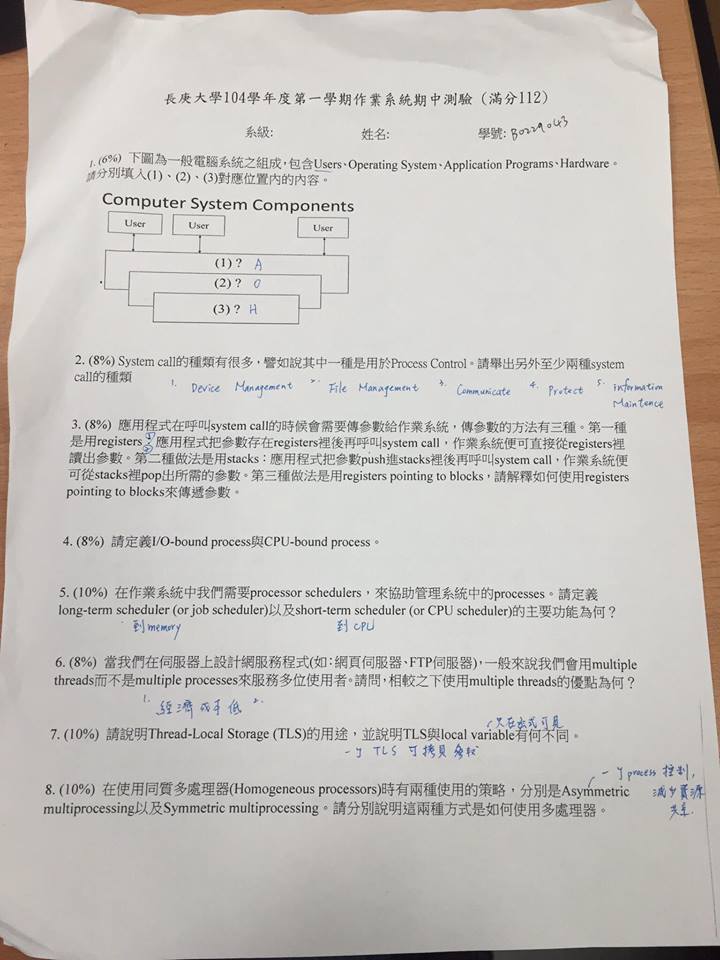 長庚大學104學年度第一學期作業系統期中測驗（滿分112）
系級: 姓名: 學號: B0229043
1. (6%) 下圖為一般電腦系統之組成，包含Users、Operating System、Application Programs、Hardware。
請分別填入(1)、(2)、(3)對應位置內的內容。
Computer System Components
User User User
(1) ? A
(2) ? O
(3) ? H
2. (8%) System call的種類有很多，譬如說其中一種是用於Process Control。請舉出另外至少兩種system
call的種類
1. Device Management 2. File Management 3. Communicate 4. Protect 5. information
Maintence
3. (8%) 應用程式在呼叫system call的時候會需要傳參數給作業系統，傳參數的方法有三種。第一種
是用registers：應用程式把參數存在registers裡後再呼叫system call，作業系統便可直接從registers裡
讀出參數。第二種做法是用stacks：應用程式把參數push進stacks裡後再呼叫system call，作業系統便
可從stacks裡pop出所需的參數。第三種做法是用registers pointing to blocks，請解釋如何使用registers
pointing to blocks來傳遞參數。
4. (8%) 請定義I/O-bound process與CPU-bound process。
5. (10%) 在作業系統中我們需要processor schedulers，來協助管理系統中的processes。請定義
long-term scheduler (or job scheduler)以及short-term scheduler (or CPU scheduler)的主要功能為何？
到memory 到CPU
6. (8%) 當我們在伺服器上設計網服務程式(如：網頁伺服器、FTP伺服器)，一般來說我們會用multiple
threads而不是multiple processes來服務多位使用者。請問，相較之下使用multiple threads的優點為何？
1. 經濟成本低 2.
只在函式可見
7. (10%) 請說明Thread-Local Storage (TLS)的用途，並說明TLS與local variable有何不同。
TLS 可拷貝
process 控制，
8. (10%) 在使用同質多處理器(Homogeneous processors)時有兩種使用的策略，分別是Asymmetric 減少資源
multiprocessing以及Symmetric multiprocessing。請分別說明這兩種方式是如何使用多處理器。 共享.